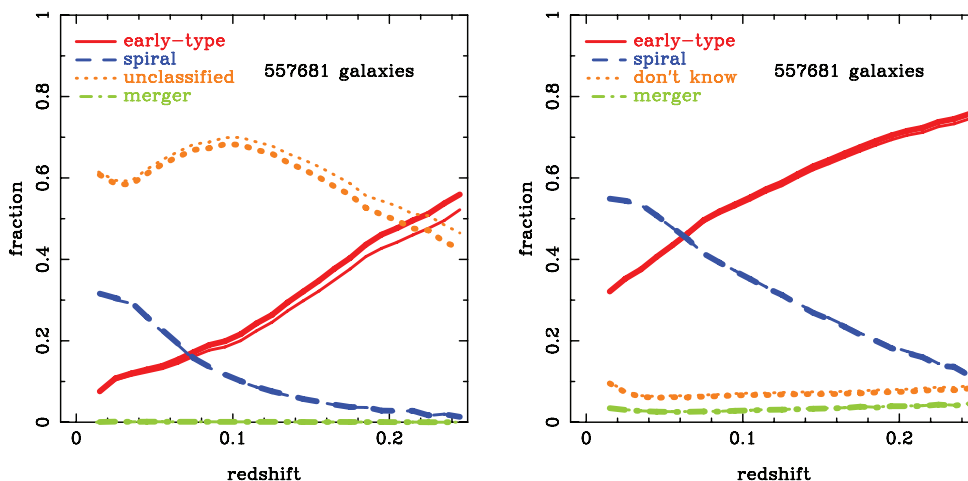 early-type
spiral
unclassified
merger
557681 galaxies
fraction
0
0.2
0.4
0.6
0.8
1
0
0.1
0.2
redshift
early-type
spiral
don't know
merger
557681 galaxies
fraction
0
0.2
0.4
0.6
0.8
1
0
0.1
0.2
redshift